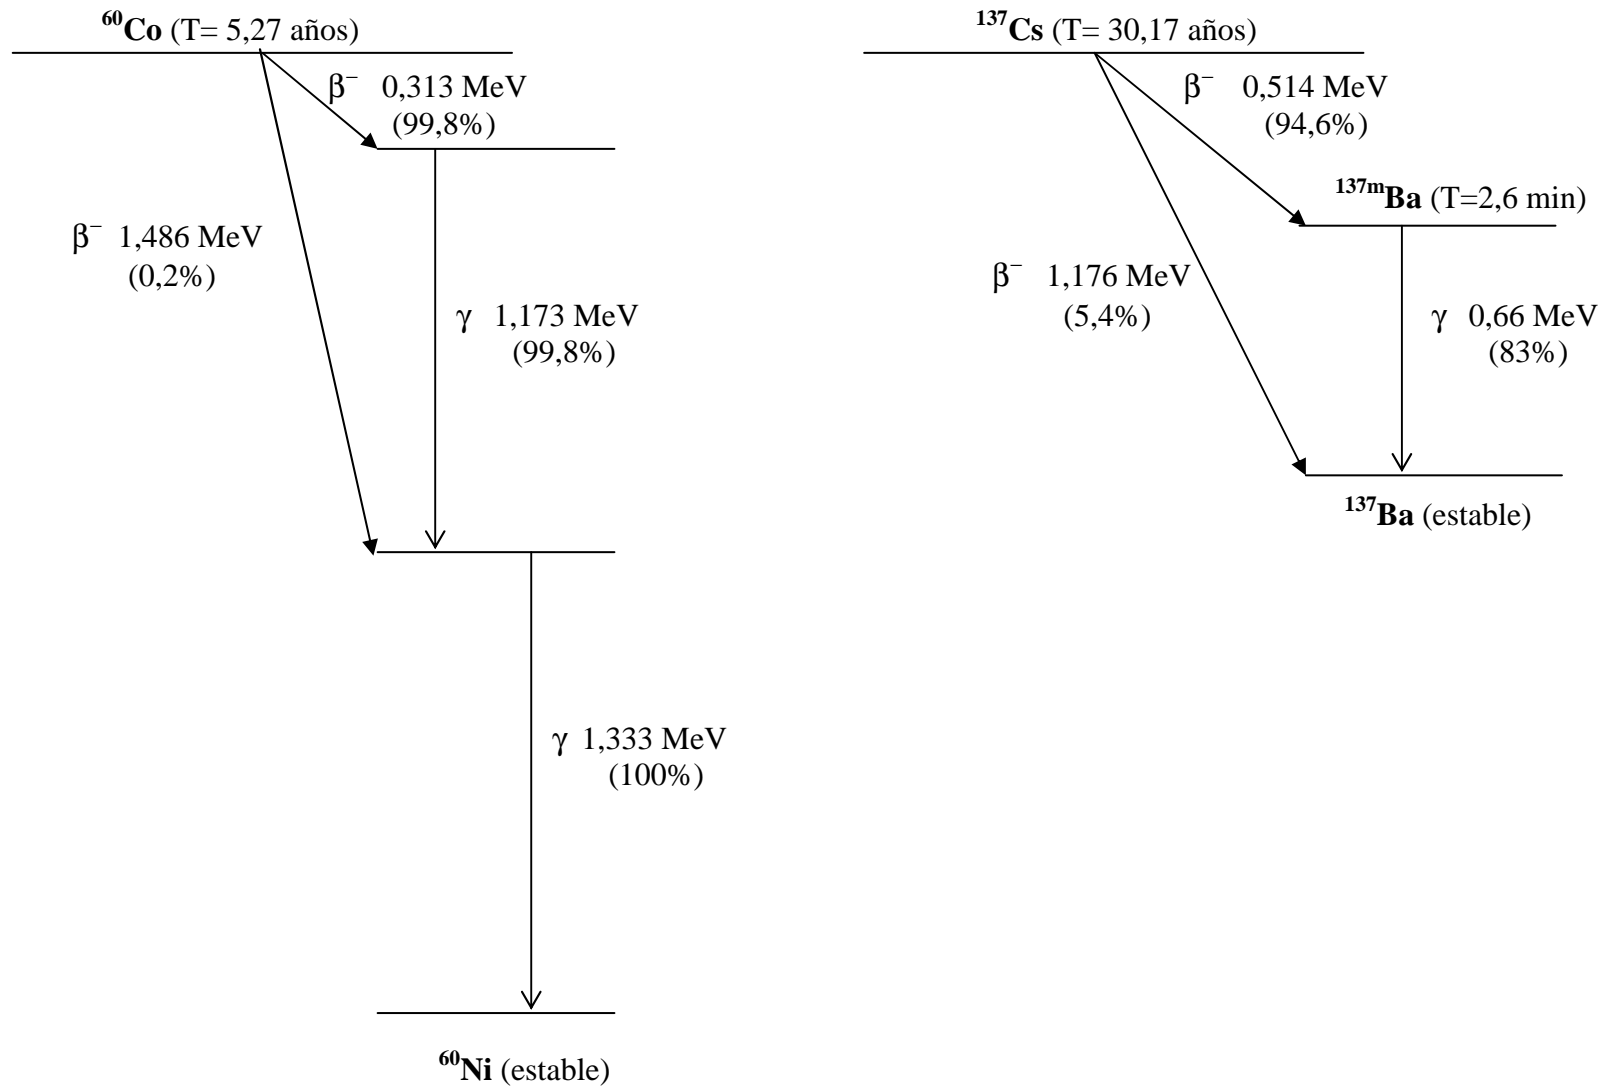 ⁶⁰Co (T= 5,27 años)
β⁻ 0,313 MeV
(99,8%)
β⁻ 1,486 MeV
(0,2%)
γ 1,173 MeV
(99,8%)
γ 1,333 MeV
(100%)
⁶⁰Ni (estable)
¹³⁷Cs (T= 30,17 años)
β⁻ 0,514 MeV
(94,6%)
¹³⁷ᵐBa (T=2,6 min)
β⁻ 1,176 MeV
(5,4%)
γ 0,66 MeV
(83%)
¹³⁷Ba (estable)